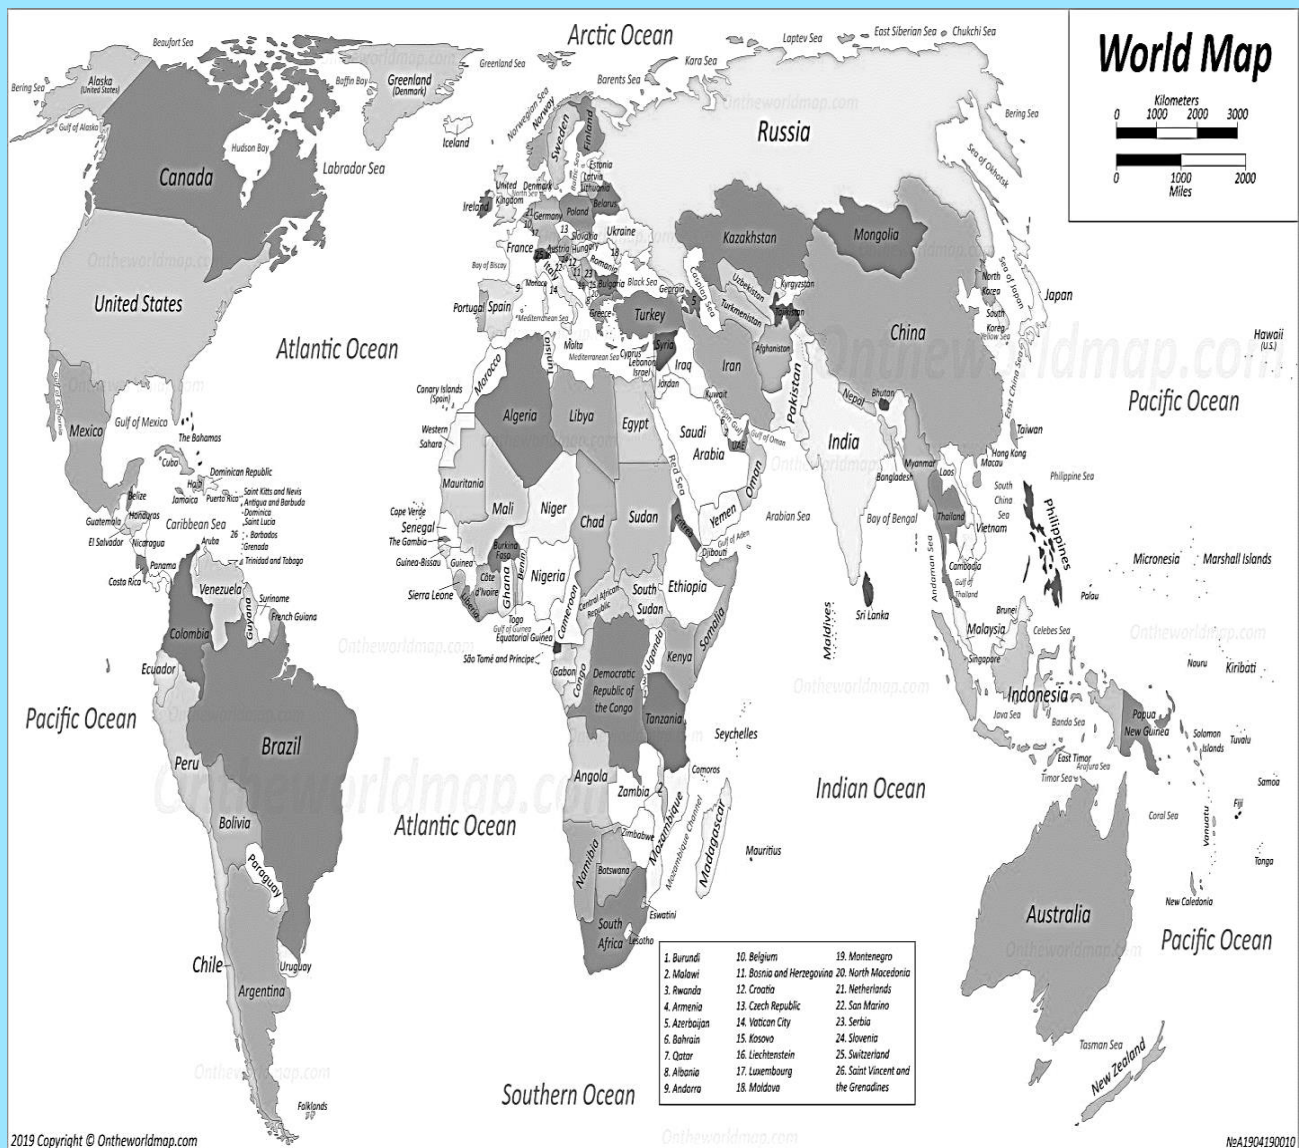 World Map
Kilometers
0 1000 2000 3000
0 1000 2000
Miles
Arctic Ocean
Beaufort Sea
Laptev Sea
East Siberian Sea
Chukchi Sea
Kara Sea
Barents Sea
Greenland Sea
Baffin Bay
Greenland
(Denmark)
Alaska
(United States)
Bering Sea
Gulf of Alaska
Bering Sea
Norwegian Sea
Iceland
Norway
Sweden
Finland
Russia
Sea of Okhotsk
Canada
Hudson Bay
Labrador Sea
Estonia
Latvia
Lithuania
Baltic Sea
Belarus
United
Kingdom
North Sea
Denmark
Ireland
Germany
Poland
Ukraine
Slovakia
Austria
Hungary
France
Romania
Bay of Biscay
Italy
Monaco
Bulgaria
Black Sea
Georgia
Caspian Sea
Portugal
Spain
Mediterranean Sea
Greece
Turkey
Kazakhstan
Mongolia
Uzbekistan
Kyrgyzstan
Turkmenistan
Tajikistan
North
Korea
South
Korea
Sea of Japan
Japan
Yellow Sea
China
United States
Atlantic Ocean
Hawaii
(U.S.)
Pacific Ocean
Malta
Mediterranean Sea
Cyprus
Lebanon
Israel
Syria
Iraq
Jordan
Iran
Afghanistan
Pakistan
Kuwait
Persian Gulf
Gulf of Oman
Nepal
Bhutan
East China Sea
Taiwan
Hong Kong
Macau
Tunisia
Morocco
Canary Islands
(Spain)
Western
Sahara
Algeria
Libya
Egypt
Saudi
Arabia
UAE
Oman
India
Bangladesh
Myanmar
Laos
Philippine Sea
Gulf of California
Mexico
Gulf of Mexico
The Bahamas
Cuba
Dominican Republic
Haiti
Jamaica
Puerto Rico
Saint Kitts and Nevis
Antigua and Barbuda
Dominica
Saint Lucia
Barbados
26
Grenada
Trinidad and Tobago
Caribbean Sea
Aruba
Belize
Honduras
Guatemala
El Salvador
Nicaragua
Costa Rica
Panama
Mauritania
Mali
Niger
Chad
Sudan
Red Sea
Eritrea
Yemen
Gulf of Aden
Djibouti
Arabian Sea
Bay of Bengal
Thailand
Vietnam
South
China
Sea
Philippines
Cape Verde
Senegal
The Gambia
Guinea-Bissau
Guinea
Sierra Leone
Liberia
Côte
d'Ivoire
Burkina
Faso
Ghana
Benin
Togo
Nigeria
Gulf of Guinea
Equatorial Guinea
São Tomé and Príncipe
Cameroon
Central African
Republic
South
Sudan
Ethiopia
Somalia
Maldives
Sri Lanka
Andaman Sea
Cambodia
Gulf of
Thailand
Micronesia
Marshall Islands
Palau
Venezuela
Guyana
Suriname
French Guiana
Colombia
Ecuador
Gabon
Congo
Democratic
Republic of
the Congo
Uganda
Kenya
Tanzania
Seychelles
Brunei
Malaysia
Singapore
Celebes Sea
Indonesia
Java Sea
Banda Sea
Papua
New Guinea
Nauru
Kiribati
Solomon
Islands
Tuvalu
Pacific Ocean
Peru
Brazil
Angola
Zambia
Comoros
East Timor
Timor Sea
Arafura Sea
Samoa
Indian Ocean
Atlantic Ocean
Bolivia
Paraguay
Namibia
Zimbabwe
Botswana
Mozambique
Mozambique Channel
Madagascar
Mauritius
Coral Sea
Vanuatu
Fiji
Tonga
New Caledonia
South
Africa
Eswatini
Lesotho
Australia
Pacific Ocean
Chile
Uruguay
Argentina
Falklands
Southern Ocean
Tasman Sea
New Zealand
1. Burundi
2. Malawi
3. Rwanda
4. Armenia
5. Azerbaijan
6. Bahrain
7. Qatar
8. Albania
9. Andorra
10. Belgium
11. Bosnia and Herzegovina
12. Croatia
13. Czech Republic
14. Vatican City
15. Kosovo
16. Liechtenstein
17. Luxembourg
18. Moldova
19. Montenegro
20. North Macedonia
21. Netherlands
22. San Marino
23. Serbia
24. Slovenia
25. Switzerland
26. Saint Vincent and
the Grenadines
Ontheworldmap.com
2019 Copyright © Ontheworldmap.com
№A1904190010